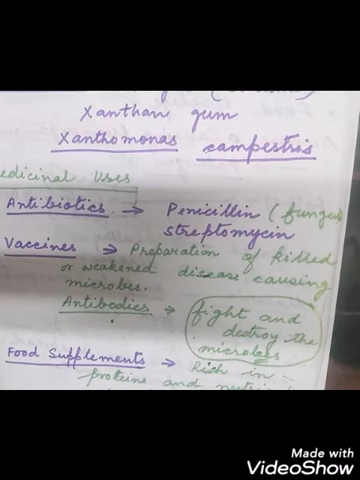 Xanthan gum
Xanthomonas campestris
edicinal Uses
Antibiotics → Penicillin (fungus
streptomycin
Vaccines → Preparation of killed
or weakened disease causing
microbes.
Antibodies → fight and
destroy the
microbes
Food Supplements → Rich in
proteins and
Made with
VideoShow